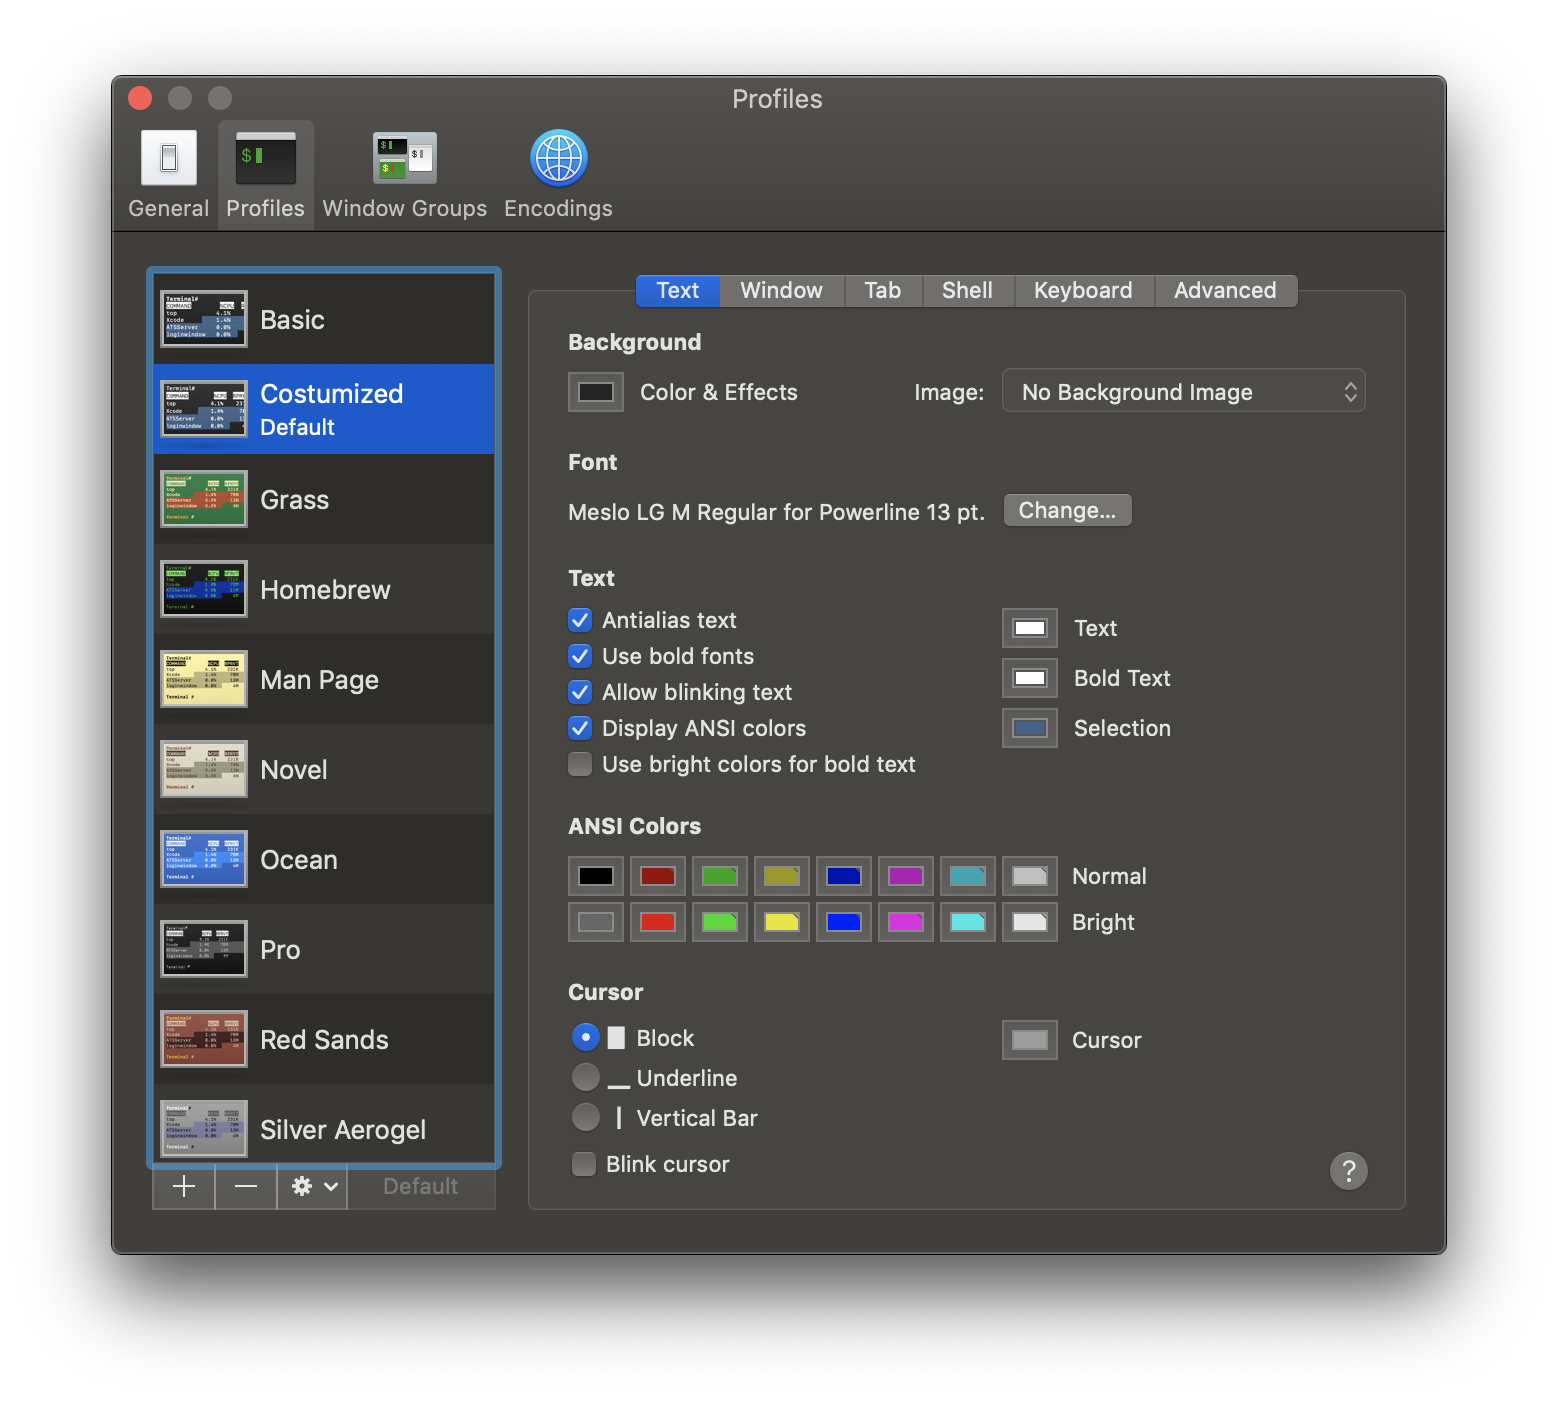 Profiles
General
Profiles
Window Groups
Encodings
Basic
Costumized
Default
Grass
Homebrew
Man Page
Novel
Ocean
Pro
Red Sands
Silver Aerogel
Default
Text
Window
Tab
Shell
Keyboard
Advanced
Background
Color & Effects
Image:
No Background Image
Font
Meslo LG M Regular for Powerline 13 pt.
Change...
Text
Antialias text
Use bold fonts
Allow blinking text
Display ANSI colors
Use bright colors for bold text
Text
Bold Text
Selection
ANSI Colors
Normal
Bright
Cursor
Block
Underline
Vertical Bar
Blink cursor
Cursor
?